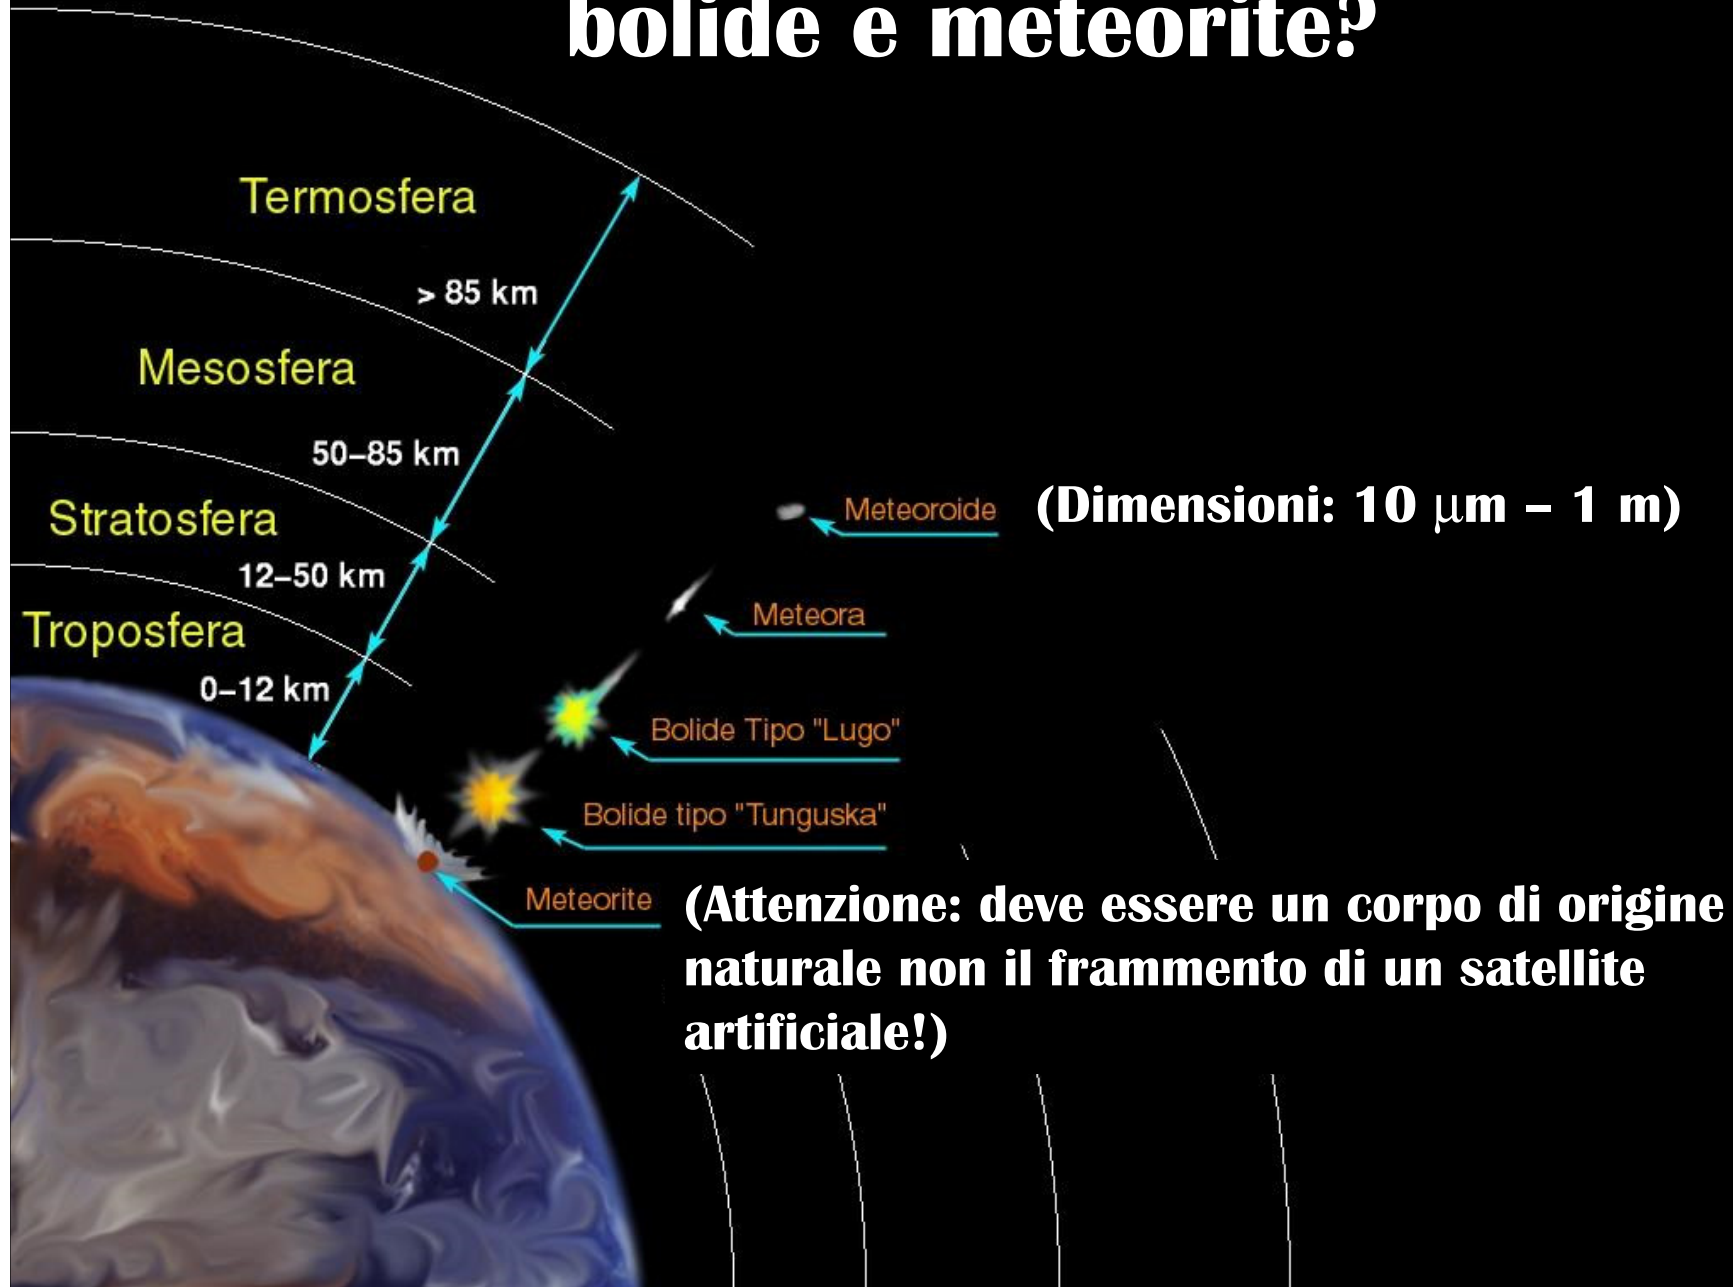 bolide e meteorite?
Termosfera
> 85 km
Mesosfera
50–85 km
Stratosfera
12–50 km
Troposfera
0–12 km
Meteoroide
(Dimensioni: 10 μm – 1 m)
Meteora
Bolide Tipo "Lugo"
Bolide tipo "Tunguska"
Meteorite
(Attenzione: deve essere un corpo di origine
naturale non il frammento di un satellite
artificiale!)